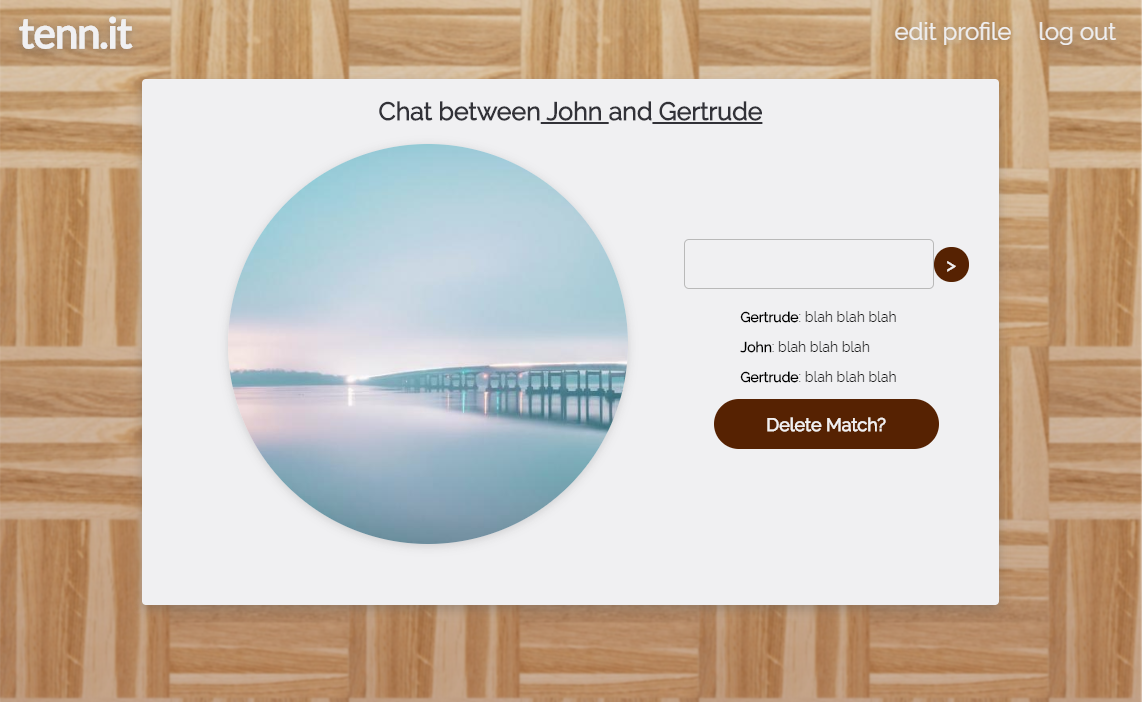 tenn.it
edit profile
log out
Chat between John and Gertrude
>
Gertrude: blah blah blah
John: blah blah blah
Gertrude: blah blah blah
Delete Match?